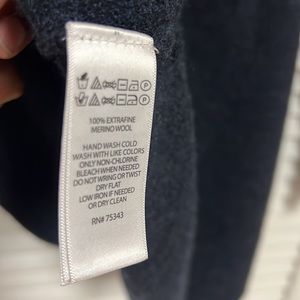 100% EXTRAFINE
MERINO WOOL
HAND WASH COLD
WASH WITH LIKE COLORS
ONLY NON-CHLORINE
BLEACH WHEN NEEDED
DO NOT WRING OR TWIST
DRY FLAT
LOW IRON IF NEEDED
OR DRY CLEAN
RN# 75343